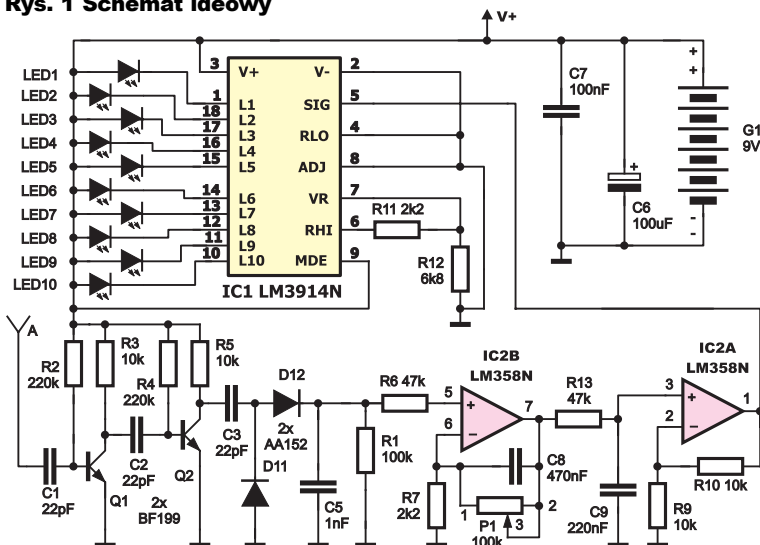 Rys. 1 Schemat ideowy
V+
LED1
LED2
LED3
LED4
LED5
LED6
LED7
LED8
LED9
LED10
3
1
18
17
16
15
14
13
12
11
10
V+
L1
L2
L3
L4
L5
L6
L7
L8
L9
L10
V-
SIG
RLO
ADJ
VR
RHI
MDE
2
5
4
8
7
6
9
IC1 LM3914N
R11 2k2
R12
6k8
C7
100nF
+
C6
100uF
+
+
-
-
G1
9V
A
C1
22pF
R2
220k
R3
10k
Q1
C2
22pF
R4
220k
R5
10k
Q2
2x
BF199
C3
22pF
D12
2x
AA152
D11
C5
1nF
R1
100k
R6 47k
IC2B
LM358N
5
+
6
–
7
R7
2k2
C8
470nF
1
3
2
P1
100k
R13
47k
C9
220nF
IC2A
LM358N
3
+
2
–
1
R10 10k
R9
10k